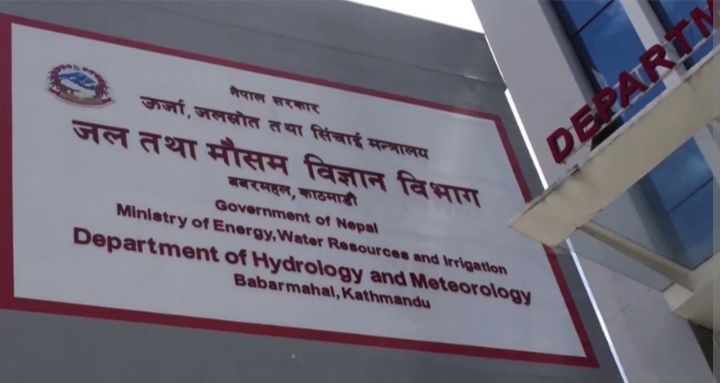 नेपाल सरकार
ऊर्जा, जलस्रोत तथा सिंचाई मन्त्रालय
जल तथा मौसम विज्ञान विभाग
बबरमहल, काठमाडौं
Government of Nepal
Ministry of Energy, Water Resources and Irrigation
Department of Hydrology and Meteorology
Babarmahal, Kathmandu